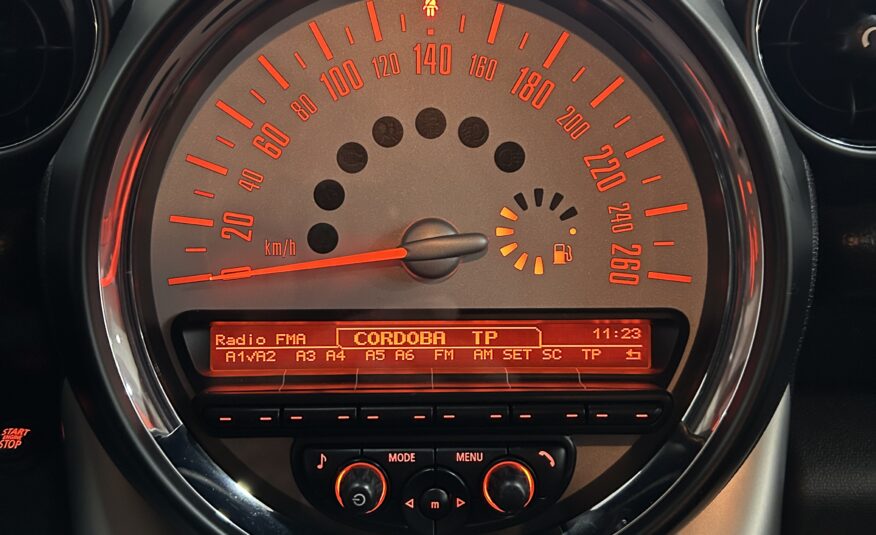 0
20
40
60
80
100
120
140
160
180
200
220
240
260
km/h
Radio FMA CORDOBA TP 11:23
A1vA2 A3 A4 A5 A6 FM AM SET SC TP
START
ENGINE
STOP
MODE MENU
m